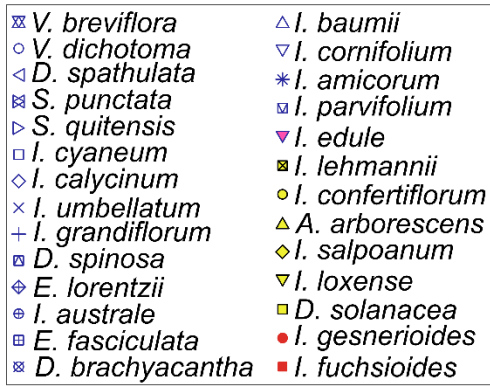 V. breviflora
V. dichotoma
D. spathulata
S. punctata
S. quitensis
I. cyaneum
I. calycinum
I. umbellatum
I. grandiflorum
D. spinosa
E. lorentzii
I. australe
E. fasciculata
D. brachyacantha
I. baumii
I. cornifolium
I. amicorum
I. parvifolium
I. edule
I. lehmannii
I. confertiflorum
A. arborescens
I. salpoanum
I. loxense
D. solanacea
I. gesnerioides
I. fuchsioides